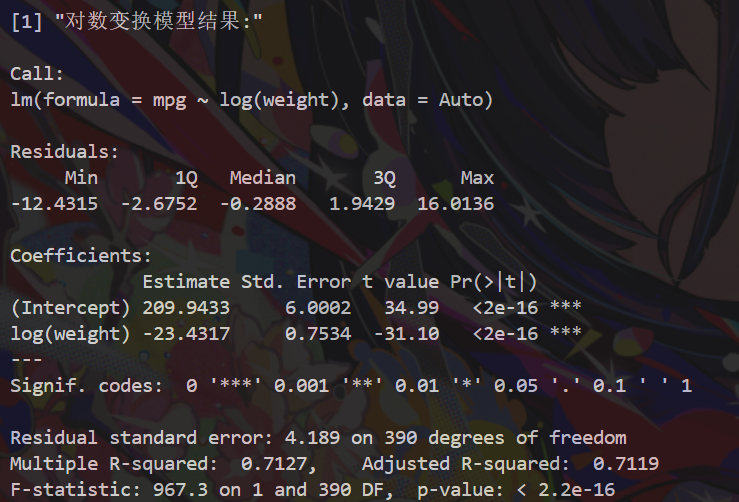 [1] "对数变换模型结果:"
Call:
lm(formula = mpg ~ log(weight), data = Auto)
Residuals:
Min 1Q Median 3Q Max
-12.4315 -2.6752 -0.2888 1.9429 16.0136
Coefficients:
Estimate Std. Error t value Pr(>|t|)
(Intercept) 209.9433 6.0002 34.99 <2e-16 ***
log(weight) -23.4317 0.7534 -31.10 <2e-16 ***
---
Signif. codes: 0 '***' 0.001 '**' 0.01 '*' 0.05 '.' 0.1 ' ' 1
Residual standard error: 4.189 on 390 degrees of freedom
Multiple R-squared: 0.7127, Adjusted R-squared: 0.7119
F-statistic: 967.3 on 1 and 390 DF, p-value: < 2.2e-16